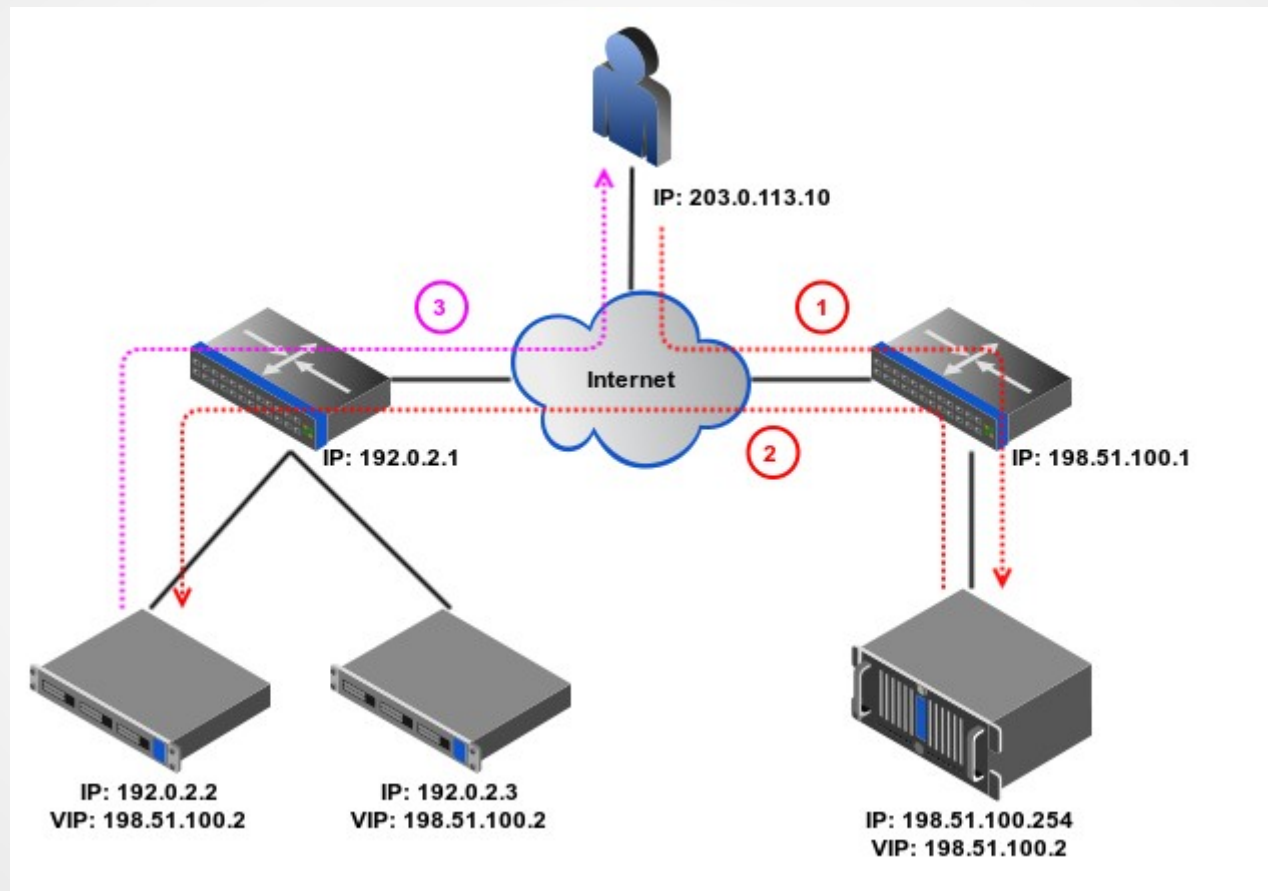 IP: 203.0.113.10
3
1
Internet
2
IP: 192.0.2.1
IP: 198.51.100.1
IP: 192.0.2.2
VIP: 198.51.100.2
IP: 192.0.2.3
VIP: 198.51.100.2
IP: 198.51.100.254
VIP: 198.51.100.2